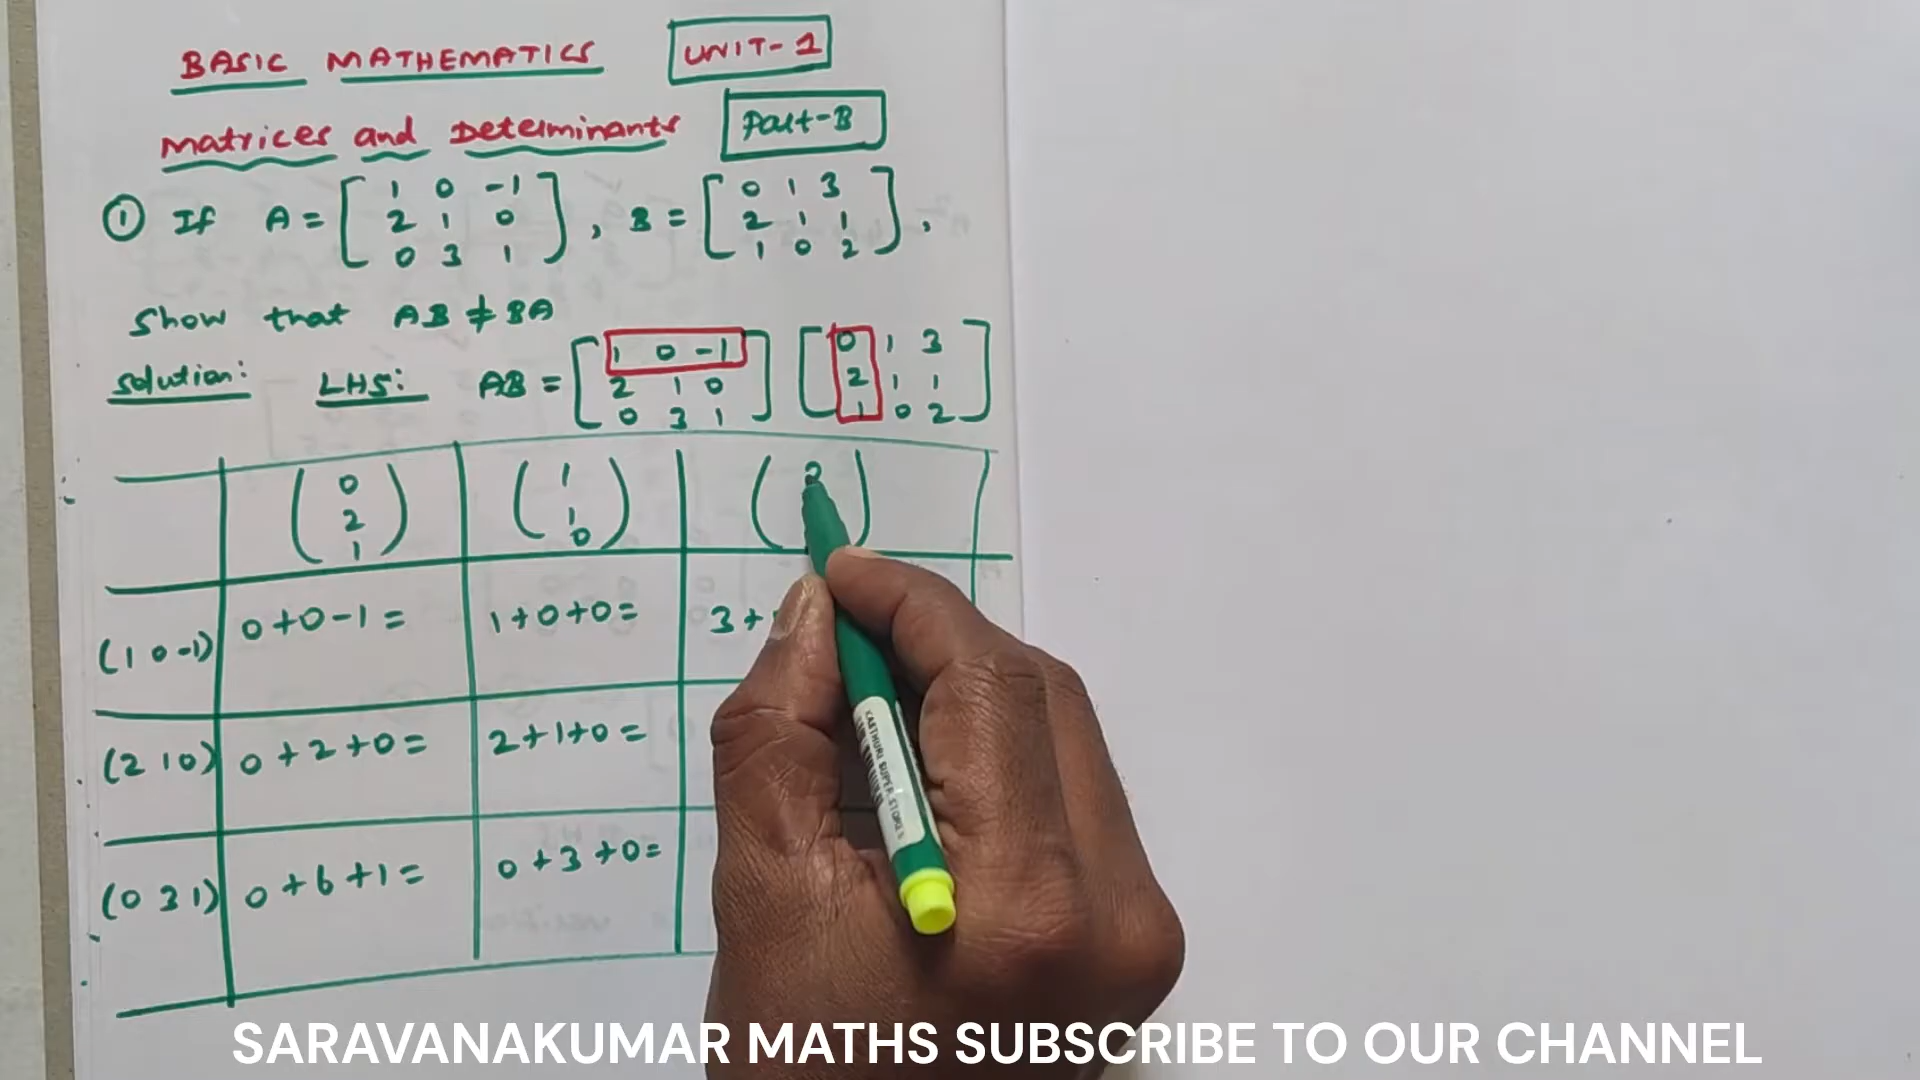 BASIC MATHEMATICS UNIT-1
Matrices and Determinants Part-B
① If A = [ 1 0 -1 ] , B = [ 0 1 3 ] ,
2 1 0 2 1 1
0 3 1 1 0 2
Show that AB ≠ BA
Solution: LHS: AB = [ 1 0 -1 ] [ 0 1 3 ]
2 1 0 2 1 1
0 3 1 1 0 2
( 0 ) ( 1 ) ( )
2 1
1 0
(1 0 -1) 0+0-1= 1+0+0= 3+
(2 1 0) 0+2+0= 2+1+0=
(0 3 1) 0+6+1= 0+3+0=
KASTHURI SUPER STORES
SARAVANAKUMAR MATHS SUBSCRIBE TO OUR CHANNEL